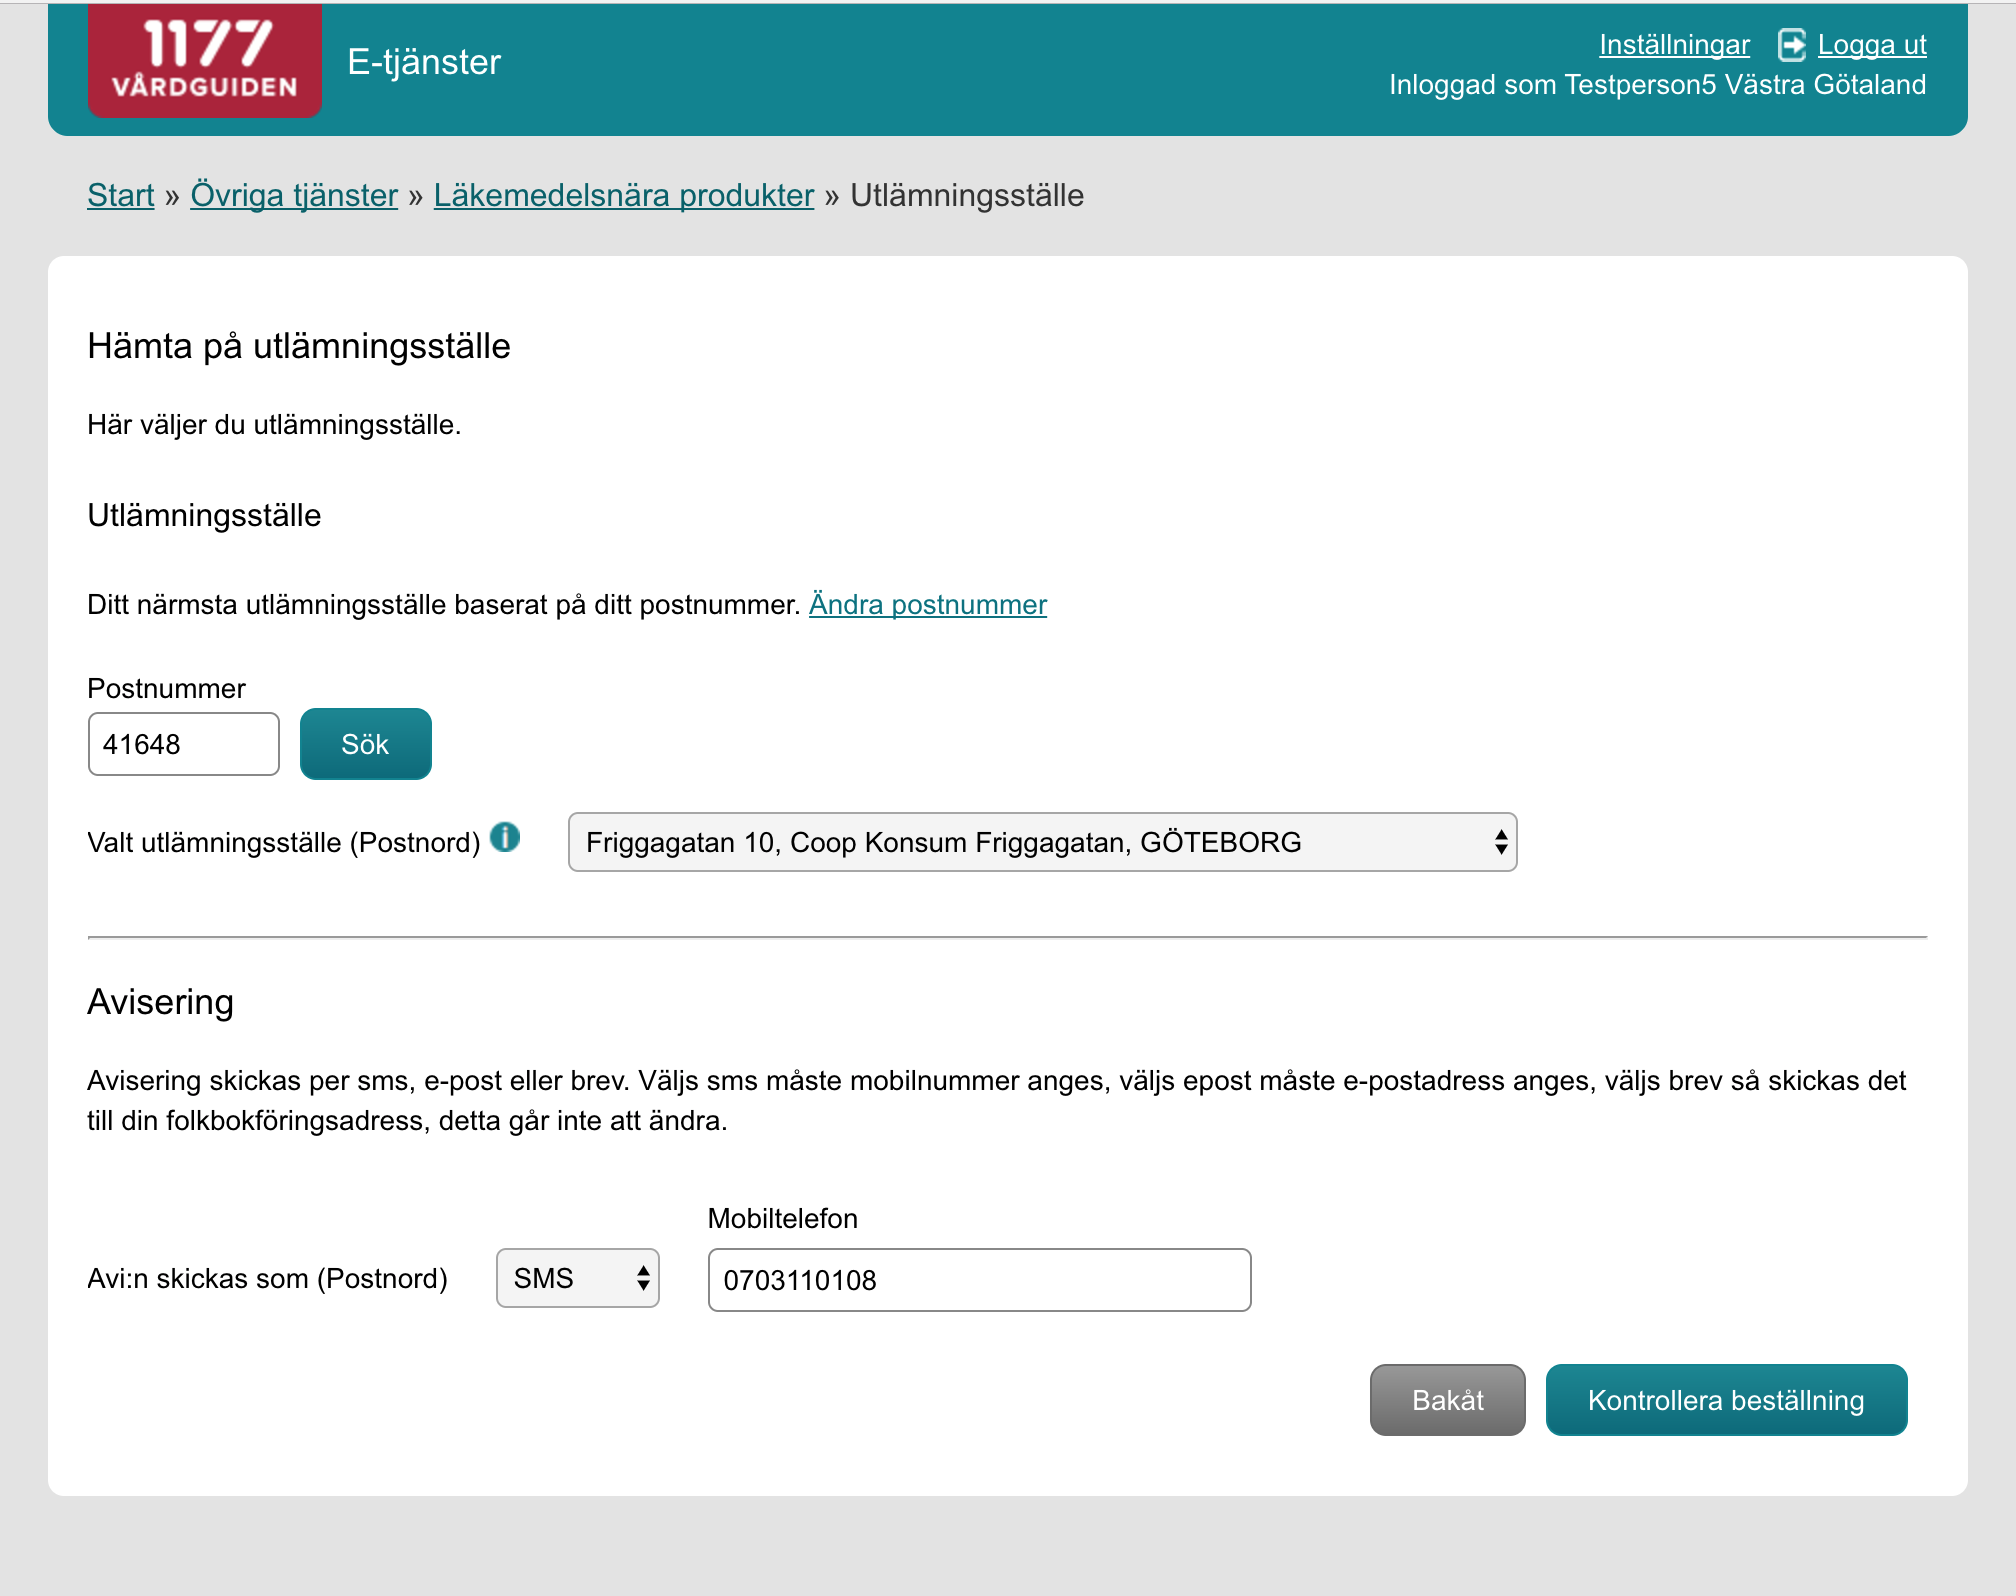 1177
VÅRDGUIDEN
E-tjänster
Inställningar Logga ut
Inloggad som Testperson5 Västra Götaland
Start » Övriga tjänster » Läkemedelsnära produkter » Utlämningsställe
Hämta på utlämningsställe
Här väljer du utlämningsställe.
Utlämningsställe
Ditt närmsta utlämningsställe baserat på ditt postnummer. Ändra postnummer
Postnummer
41648 Sök
Valt utlämningsställe (Postnord) i Friggagatan 10, Coop Konsum Friggagatan, GÖTEBORG
Avisering
Avisering skickas per sms, e-post eller brev. Väljs sms måste mobilnummer anges, väljs epost måste e-postadress anges, väljs brev så skickas det
till din folkbokföringsadress, detta går inte att ändra.
Mobiltelefon
Avi:n skickas som (Postnord) SMS 0703110108
Bakåt Kontrollera beställning